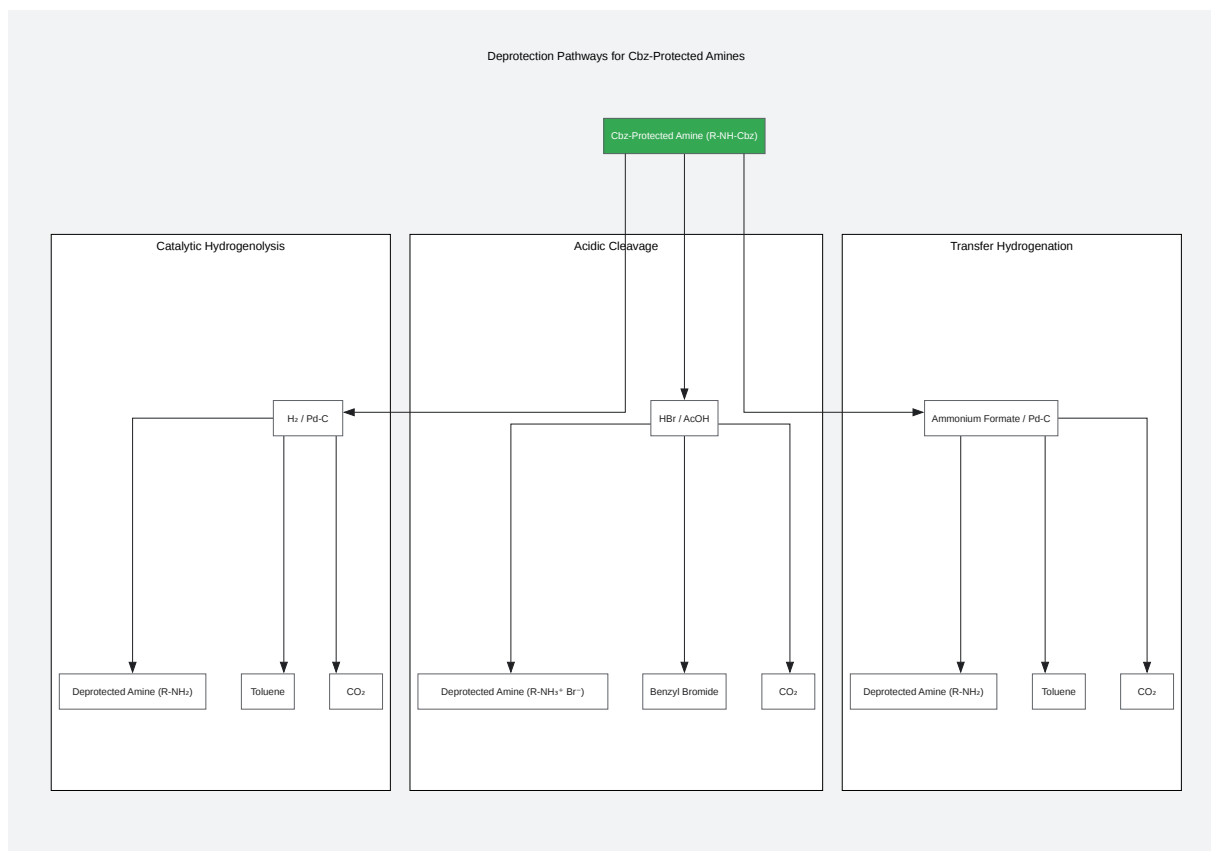 Deprotection Pathways for Cbz-Protected Amines
Cbz-Protected Amine (R-NH-Cbz)
Catalytic Hydrogenolysis
Acidic Cleavage
Transfer Hydrogenation
H₂ / Pd-C
HBr / AcOH
Ammonium Formate / Pd-C
Deprotected Amine (R-NH₂)
Toluene
CO₂
Deprotected Amine (R-NH₃⁺ Br⁻)
Benzyl Bromide
CO₂
Deprotected Amine (R-NH₂)
Toluene
CO₂